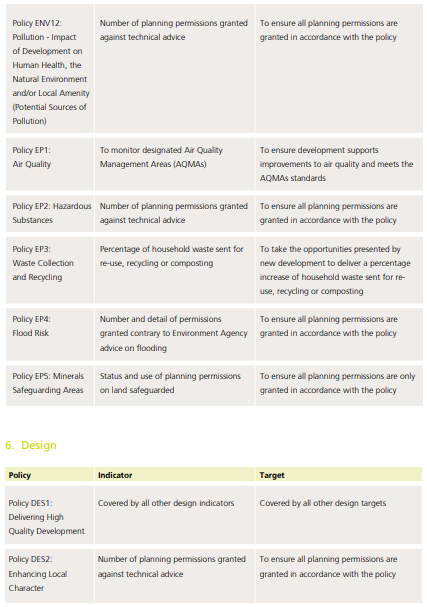 Policy ENV12:
Pollution - Impact
of Development on
Human Health, the
Natural Environment
and/or Local Amenity
(Potential Sources of
Pollution)
Number of planning permissions granted
against technical advice
To ensure all planning permissions are
granted in accordance with the policy
Policy EP1:
Air Quality
To monitor designated Air Quality
Management Areas (AQMAs)
To ensure development supports
improvements to air quality and meets the
AQMAs standards
Policy EP2: Hazardous
Substances
Number of planning permissions granted
against technical advice
To ensure all planning permissions are
granted in accordance with the policy
Policy EP3:
Waste Collection
and Recycling
Percentage of household waste sent for
re-use, recycling or composting
To take the opportunities presented by
new development to deliver a percentage
increase of household waste sent for re-
use, recycling or composting
Policy EP4:
Flood Risk
Number and detail of permissions
granted contrary to Environment Agency
advice on flooding
To ensure all planning permissions are
granted in accordance with the policy
Policy EP5: Minerals
Safeguarding Areas
Status and use of planning permissions
on land safeguarded
To ensure all planning permissions are only
granted in accordance with the policy
6. Design
Policy
Indicator
Target
Policy DES1:
Delivering High
Quality Development
Covered by all other design indicators
Covered by all other design targets
Policy DES2:
Enhancing Local
Character
Number of planning permissions granted
against technical advice
To ensure all planning permissions are
granted in accordance with the policy